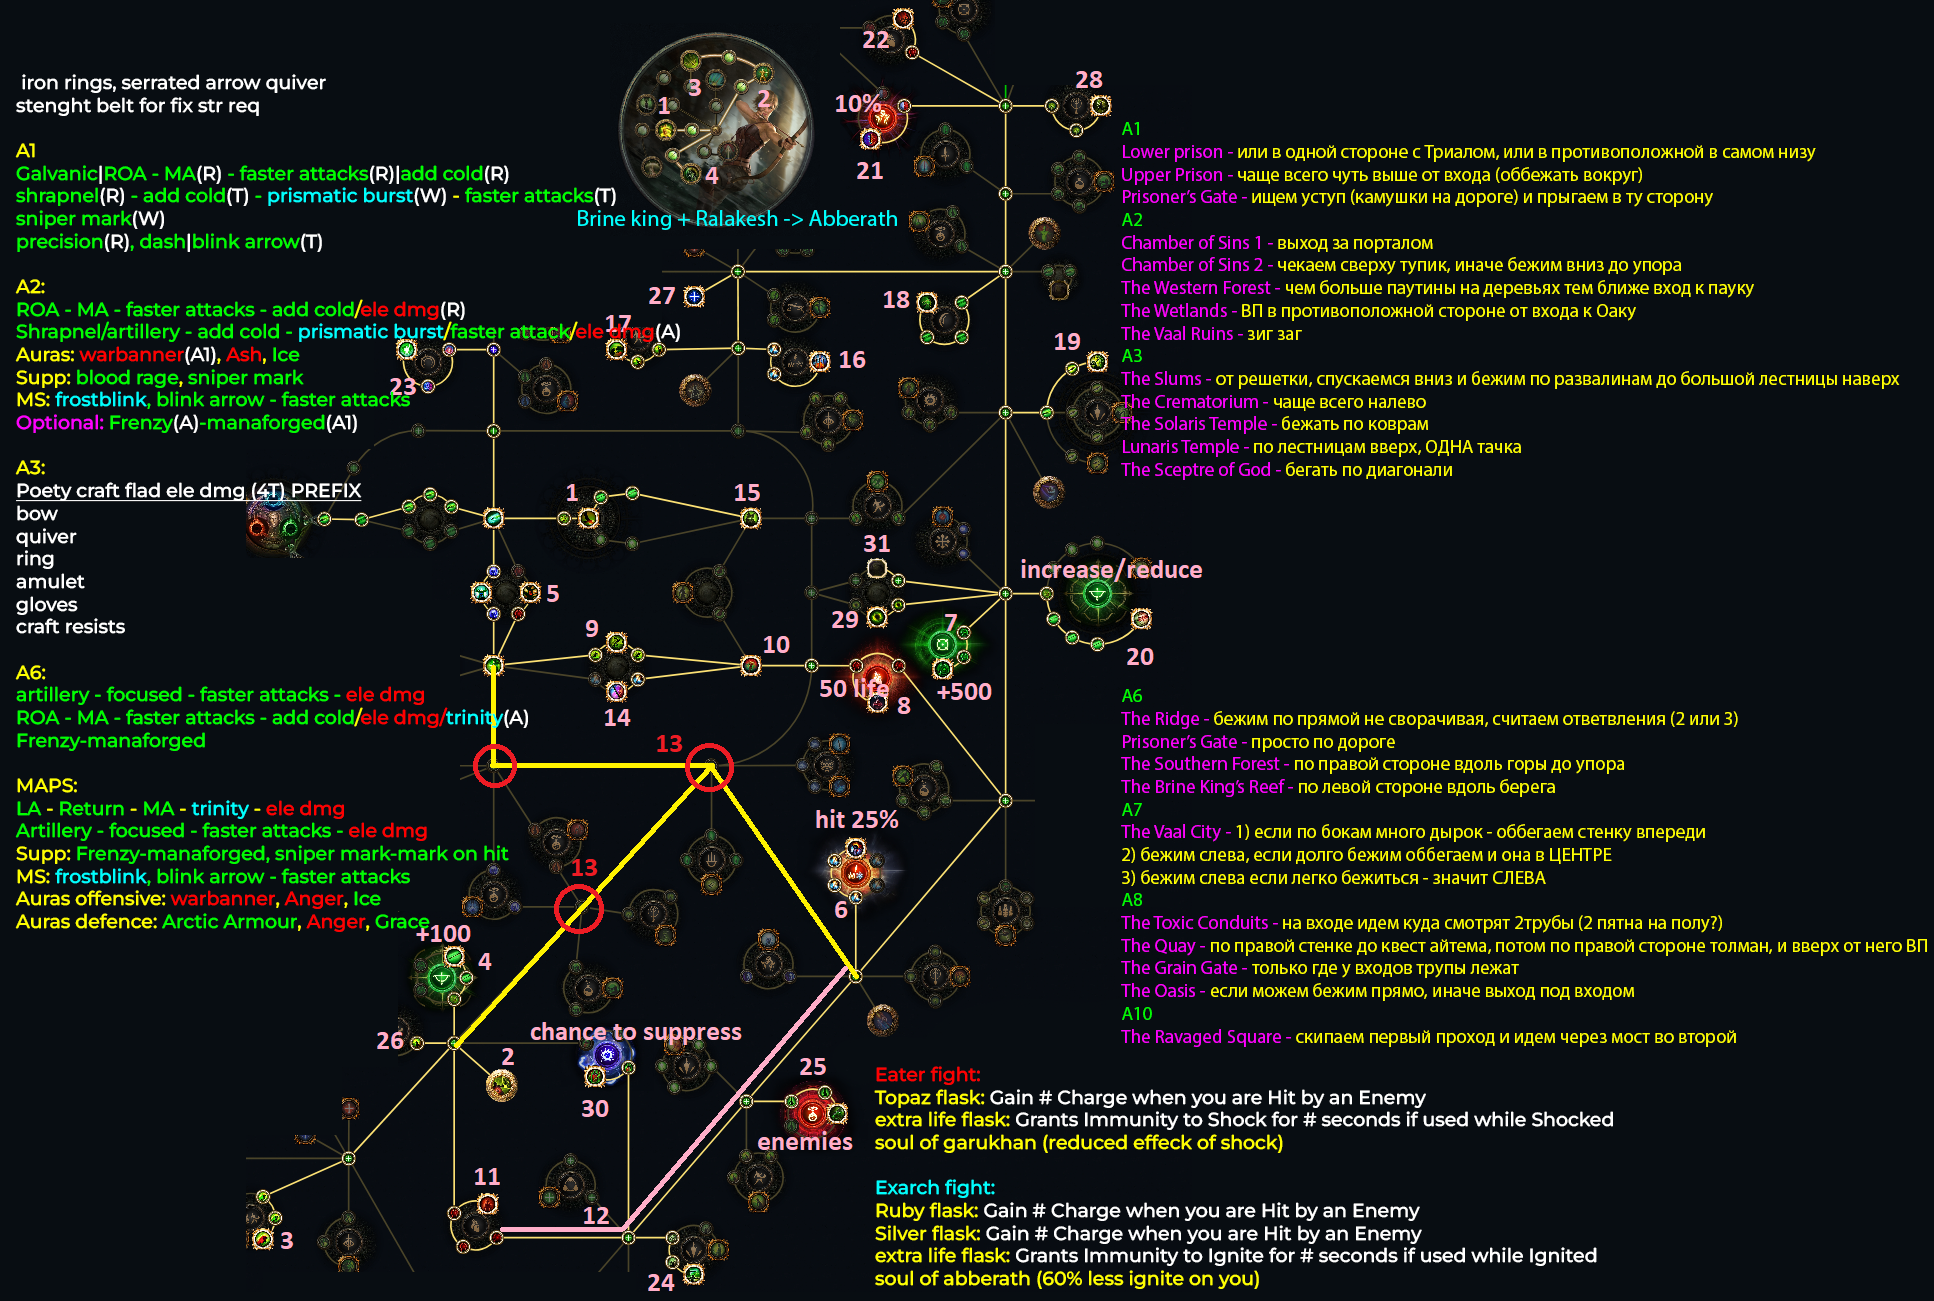 iron rings, serrated arrow quiver
stenght belt for fix str req
A1
Galvanic|ROA - MA(R) - faster attacks(R)|add cold(R)
shrapnel(R) - add cold(T) - prismatic burst(W) - faster attacks(T)
sniper mark(W)
precision(R), dash|blink arrow(T)
A2:
ROA - MA - faster attacks - add cold/ele dmg(R)
Shrapnel/artillery - add cold - prismatic burst/faster attack/ele dmg(A)
Auras: warbanner(A1), Ash, Ice
Supp: blood rage, sniper mark
MS: frostblink, blink arrow - faster attacks
Optional: Frenzy(A)-manaforged(A1)
A3:
Poety craft flad ele dmg (4T) PREFIX
bow
quiver
ring
amulet
gloves
craft resists
A6:
artillery - focused - faster attacks - ele dmg
ROA - MA - faster attacks - add cold/ele dmg/trinity(A)
Frenzy-manaforged
MAPS:
LA - Return - MA - trinity - ele dmg
Artillery - focused - faster attacks - ele dmg
Supp: Frenzy-manaforged, sniper mark-mark on hit
MS: frostblink, blink arrow - faster attacks
Auras offensive: warbanner, Anger, Ice
Auras defence: Arctic Armour, Anger, Grace
3
1
2
4
Brine king + Ralakesh -> Abberath
22
10%
21
28
27
18
17
16
19
23
1
15
31
5
9
29
7
increase/reduce
20
10
50 life
+500
14
8
13
13
hit 25%
13
6
+100
4
26
2
chance to suppress
30
25
enemies
11
12
3
24
A1
Lower prison - или в одной стороне с Триалом, или в противоположной в самом низу
Upper Prison - чаще всего чуть выше от входа (оббежать вокруг)
Prisoner's Gate - ищем уступ (камушки на дороге) и прыгаем в ту сторону
A2
Chamber of Sins 1 - выход за порталом
Chamber of Sins 2 - чекаем сверху тупик, иначе бежим вниз до упора
The Western Forest - чем больше паутины на деревьях тем ближе вход к пауку
The Wetlands - ВП в противоположной стороне от входа к Оаку
The Vaal Ruins - зиг заг
A3
The Slums - от решетки, спускаемся вниз и бежим по развалинам до большой лестницы наверх
The Crematorium - чаще всего налево
The Solaris Temple - бежать по коврам
Lunaris Temple - по лестницам вверх, ОДНА тачка
The Sceptre of God - бегать по диагонали
A6
The Ridge - бежим по прямой не сворачивая, считаем ответвления (2 или 3)
Prisoner's Gate - просто по дороге
The Southern Forest - по правой стороне вдоль горы до упора
The Brine King's Reef - по левой стороне вдоль берега
A7
The Vaal City - 1) если по бокам много дырок - оббегаем стенку впереди
2) бежим слева, если долго бежим оббегаем и она в ЦЕНТРЕ
3) бежим слева если легко бежиться - значит СЛЕВА
A8
The Toxic Conduits - на входе идем куда смотрят 2трубы (2 пятна на полу?)
The Quay - по правой стенке до квест айтема, потом по правой стороне толман, и вверх от него ВП
The Grain Gate - только где у входов трупы лежат
The Oasis - если можем бежим прямо, иначе выход под входом
A10
The Ravaged Square - скипаем первый проход и идем через мост во второй
Eater fight:
Topaz flask: Gain # Charge when you are Hit by an Enemy
extra life flask: Grants Immunity to Shock for # seconds if used while Shocked
soul of garukhan (reduced effeck of shock)
Exarch fight:
Ruby flask: Gain # Charge when you are Hit by an Enemy
Silver flask: Gain # Charge when you are Hit by an Enemy
extra life flask: Grants Immunity to Ignite for # seconds if used while Ignited
soul of abberath (60% less ignite on you)